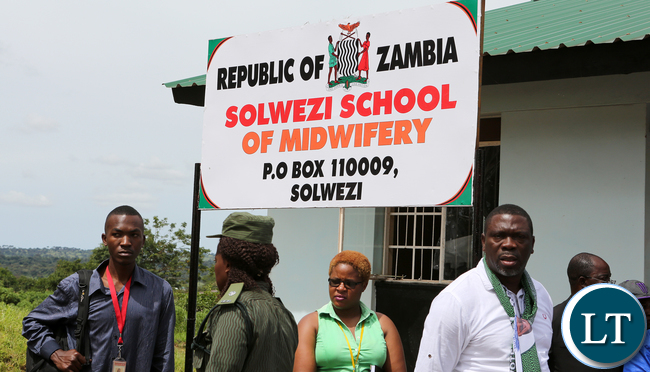 REPUBLIC OF ZAMBIA
SOLWEZI SCHOOL
OF MIDWIFERY
P.O BOX 110009,
SOLWEZI
LT